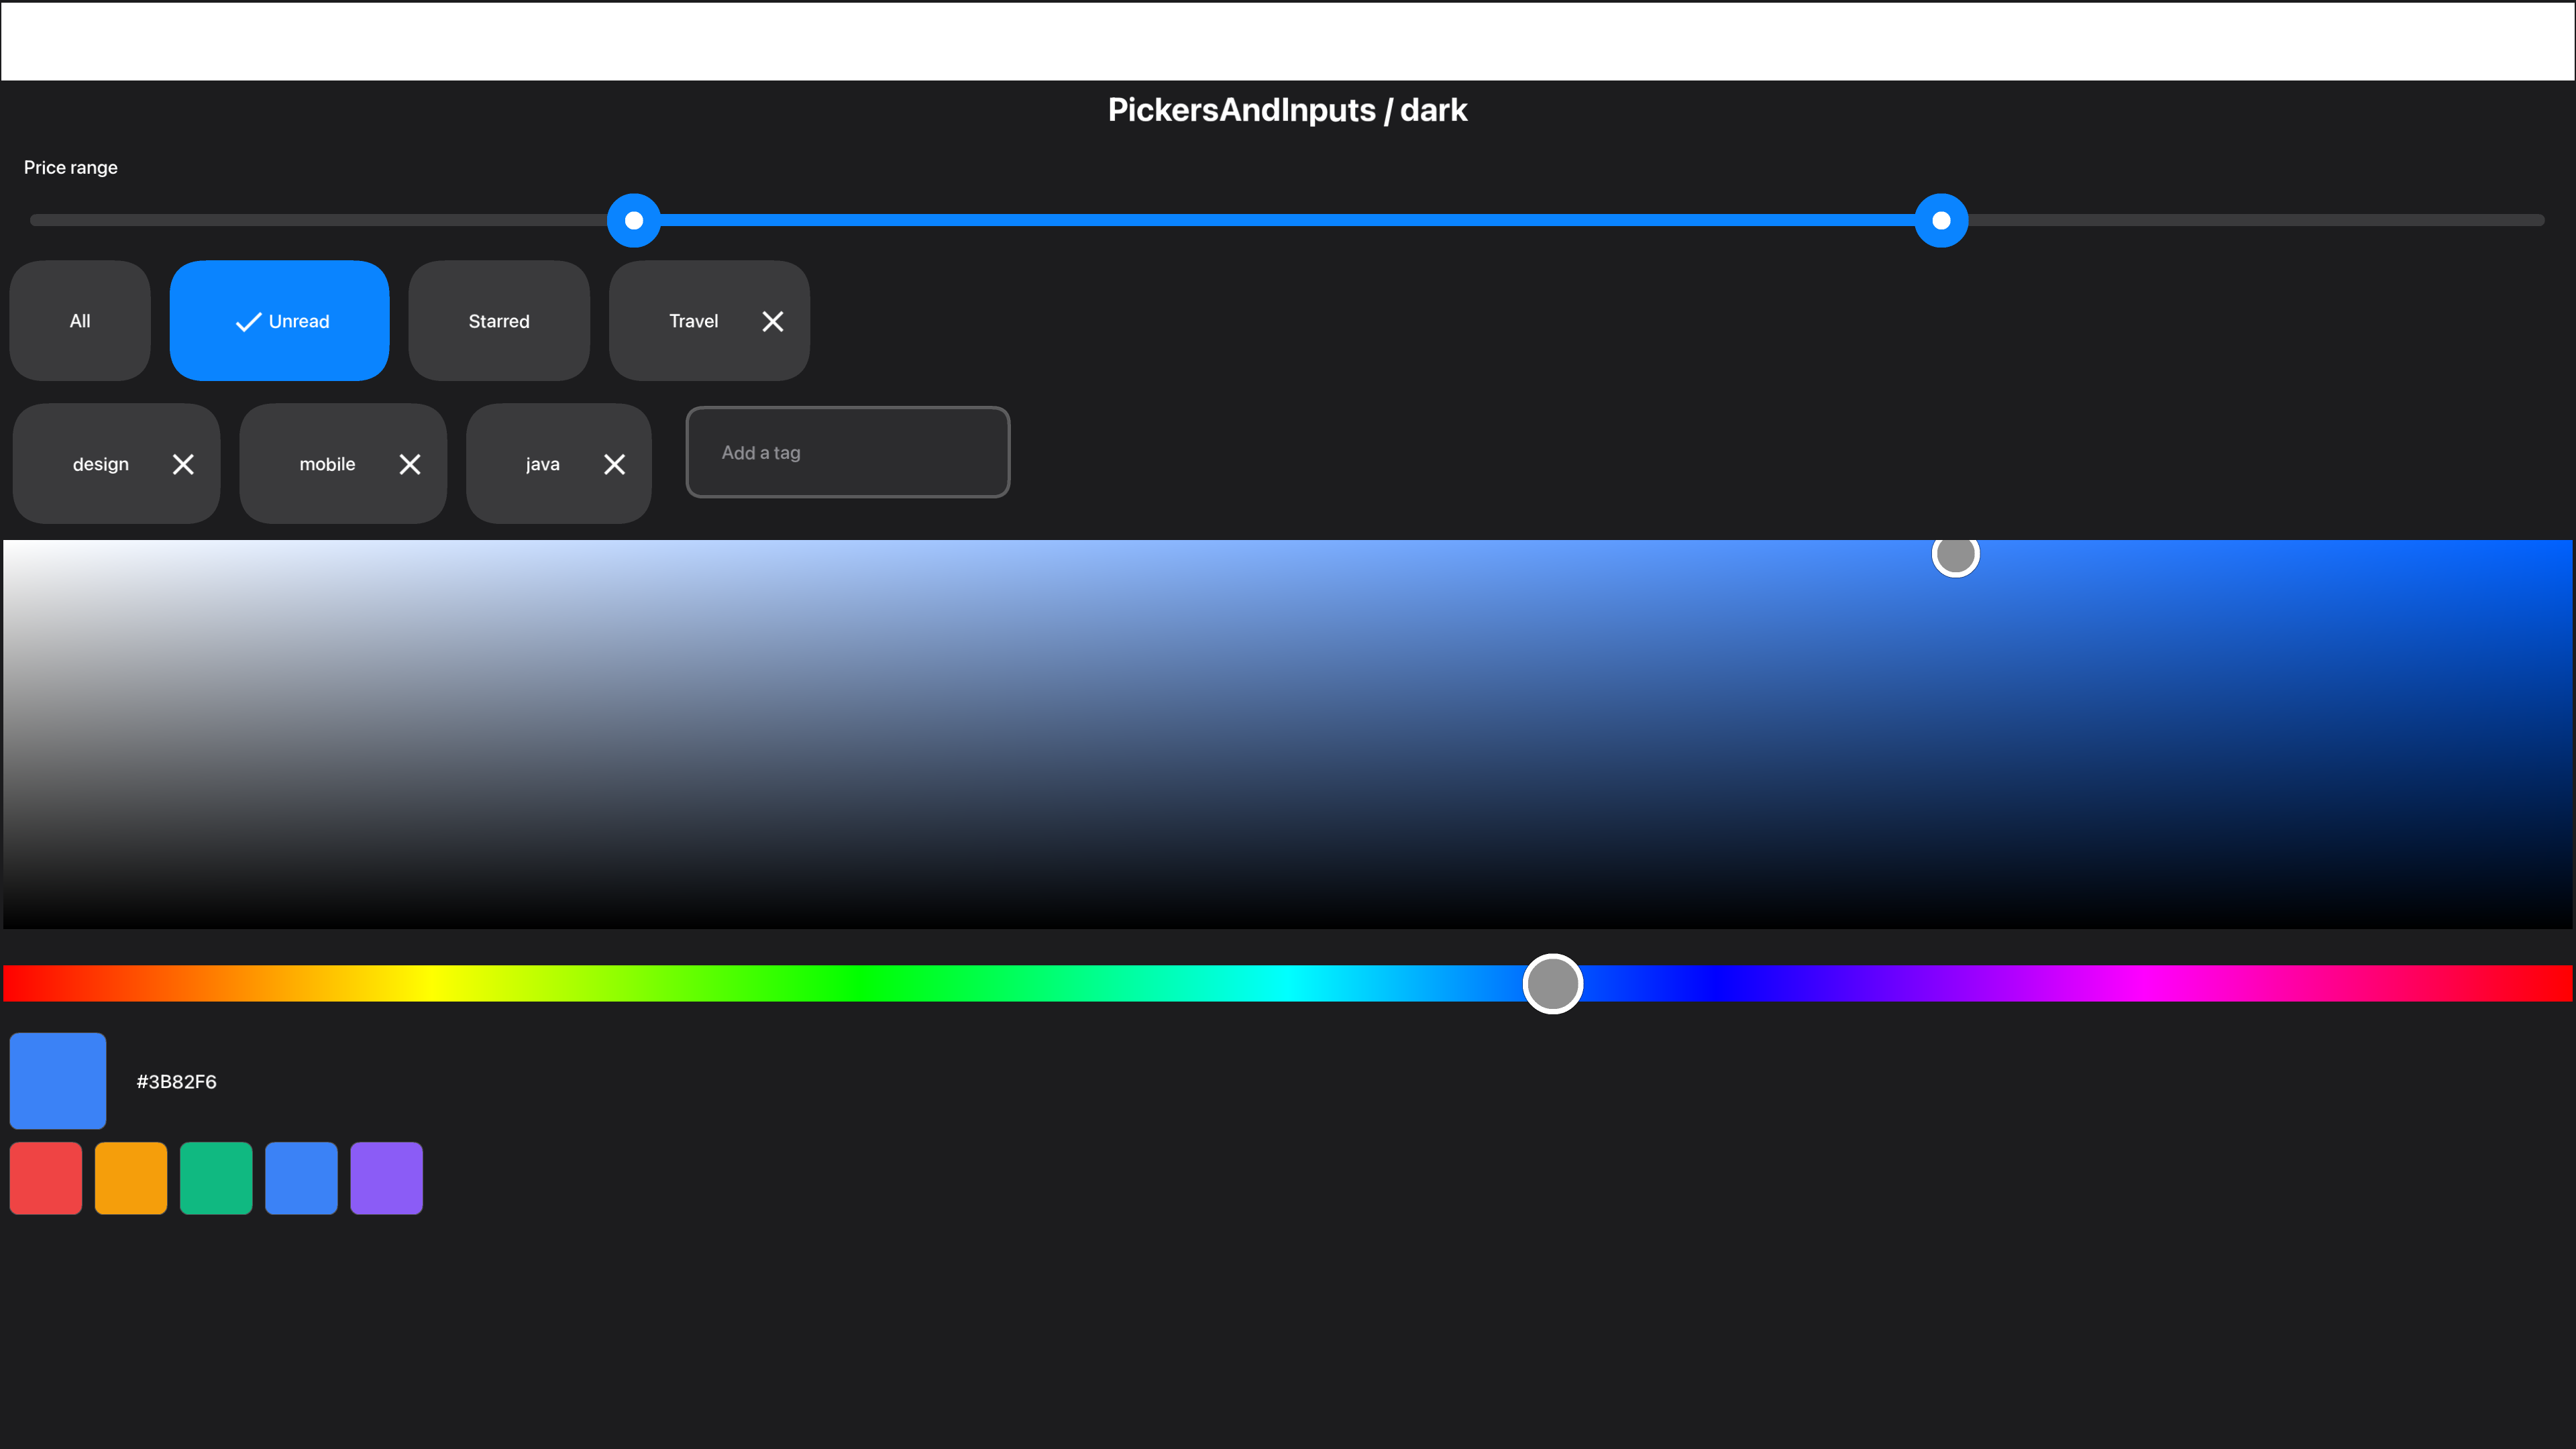 PickersAndInputs / dark
Price range
All
Unread
Starred
Travel
design
mobile
java
Add a tag
#3B82F6